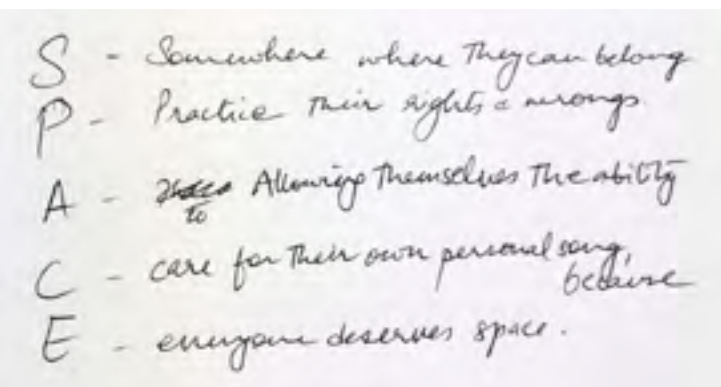 S - Somewhere where they can belong
P - Practice their rights & wrongs.
A - Allowing themselves the ability
to
C - care for their own personal song,
because
E - everyone deserves space.